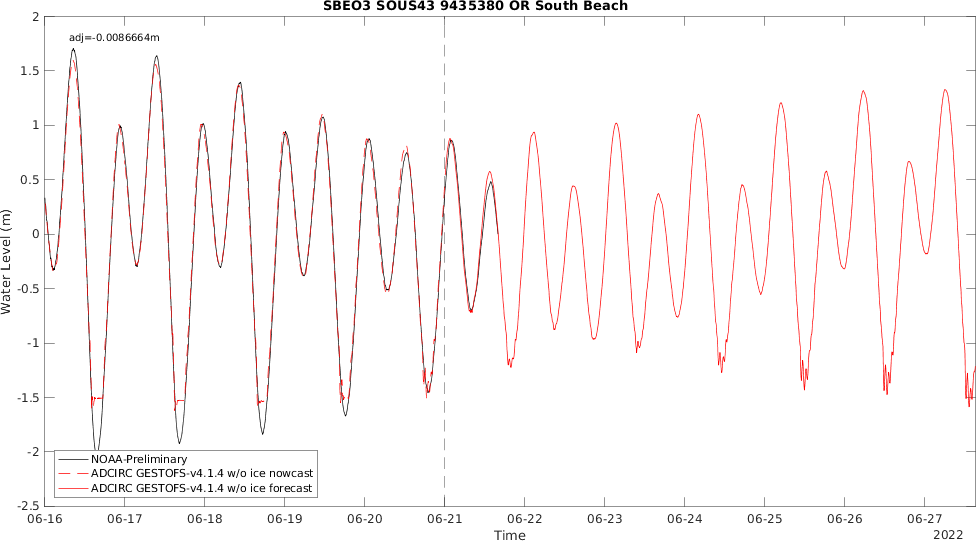 SBEO3 SOUS43 9435380 OR South Beach
adj=-0.0086664m
2
1.5
1
0.5
0
-0.5
-1
-1.5
-2
-2.5
Water Level (m)
NOAA-Preliminary
ADCIRC GESTOFS-v4.1.4 w/o ice nowcast
ADCIRC GESTOFS-v4.1.4 w/o ice forecast
06-16 06-17 06-18 06-19 06-20 06-21 06-22 06-23 06-24 06-25 06-26 06-27
Time
2022